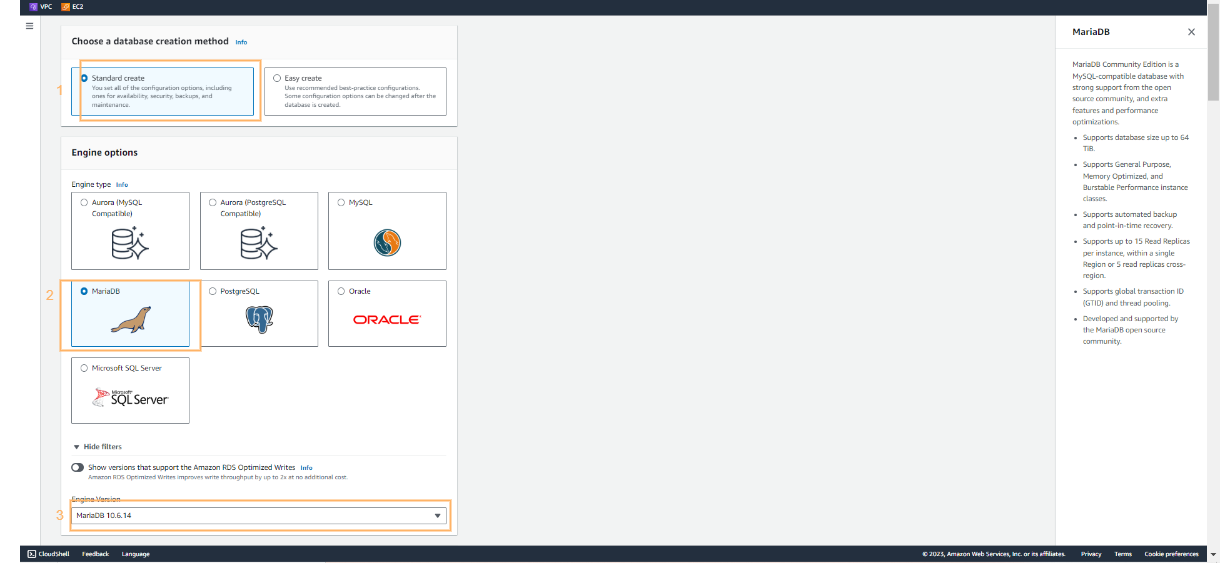 VPC EC2
Choose a database creation method Info
1
Standard create
You set all of the configuration options, including
ones for availability, security, backups, and
maintenance.
Easy create
Use recommended best-practice configurations.
Some configuration options can be changed after the
database is created.
Engine options
Engine type Info
Aurora (MySQL
Compatible)
Aurora (PostgreSQL
Compatible)
MySQL
2
MariaDB
PostgreSQL
Oracle
ORACLE
Microsoft SQL Server
Microsoft
SQL Server
Hide filters
Show versions that support the Amazon RDS Optimized Writes Info
Amazon RDS Optimized Writes improves write throughput by up to 2x at no additional cost.
Engine Version
3
MariaDB 10.6.14
MariaDB
MariaDB Community Edition is a
MySQL-compatible database with
strong support from the open
source community, and extra
features and performance
optimizations.
• Supports database size up to 64
TiB.
• Supports General Purpose,
Memory Optimized, and
Burstable Performance instance
classes.
• Supports automated backup
and point-in-time recovery.
• Supports up to 15 Read Replicas
per instance, within a single
Region or 5 read replicas cross-
region.
• Supports global transaction ID
(GTID) and thread pooling.
• Developed and supported by
the MariaDB open source
community.
CloudShell Feedback Language
© 2023, Amazon Web Services, Inc. or its affiliates. Privacy Terms Cookie preferences